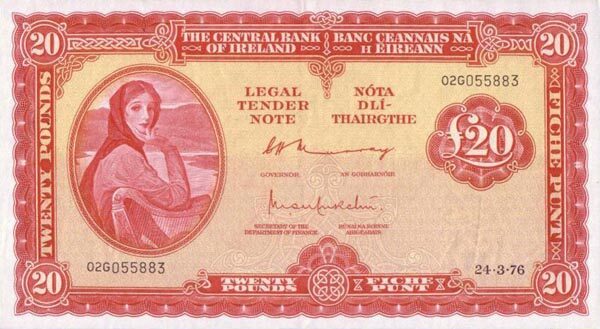 20
THE CENTRAL BANK
OF IRELAND
BANC CEANNAIS NA
H ÉIREANN
20
LEGAL
TENDER
NOTE
NÓTA
DLÍ-
THAIRGTHE
02G055883
TWENTY POUNDS
FICHE PUNT
£20
GOVERNOR.
AN GOBHARNÓIR
SECRETARY OF THE
DEPARTMENT OF FINANCE.
RÚNAÍ NA ROINNE
AIRGEADAIS.
02G055883
24·3·76
20
TWENTY
POUNDS
FICHE
PUNT
20